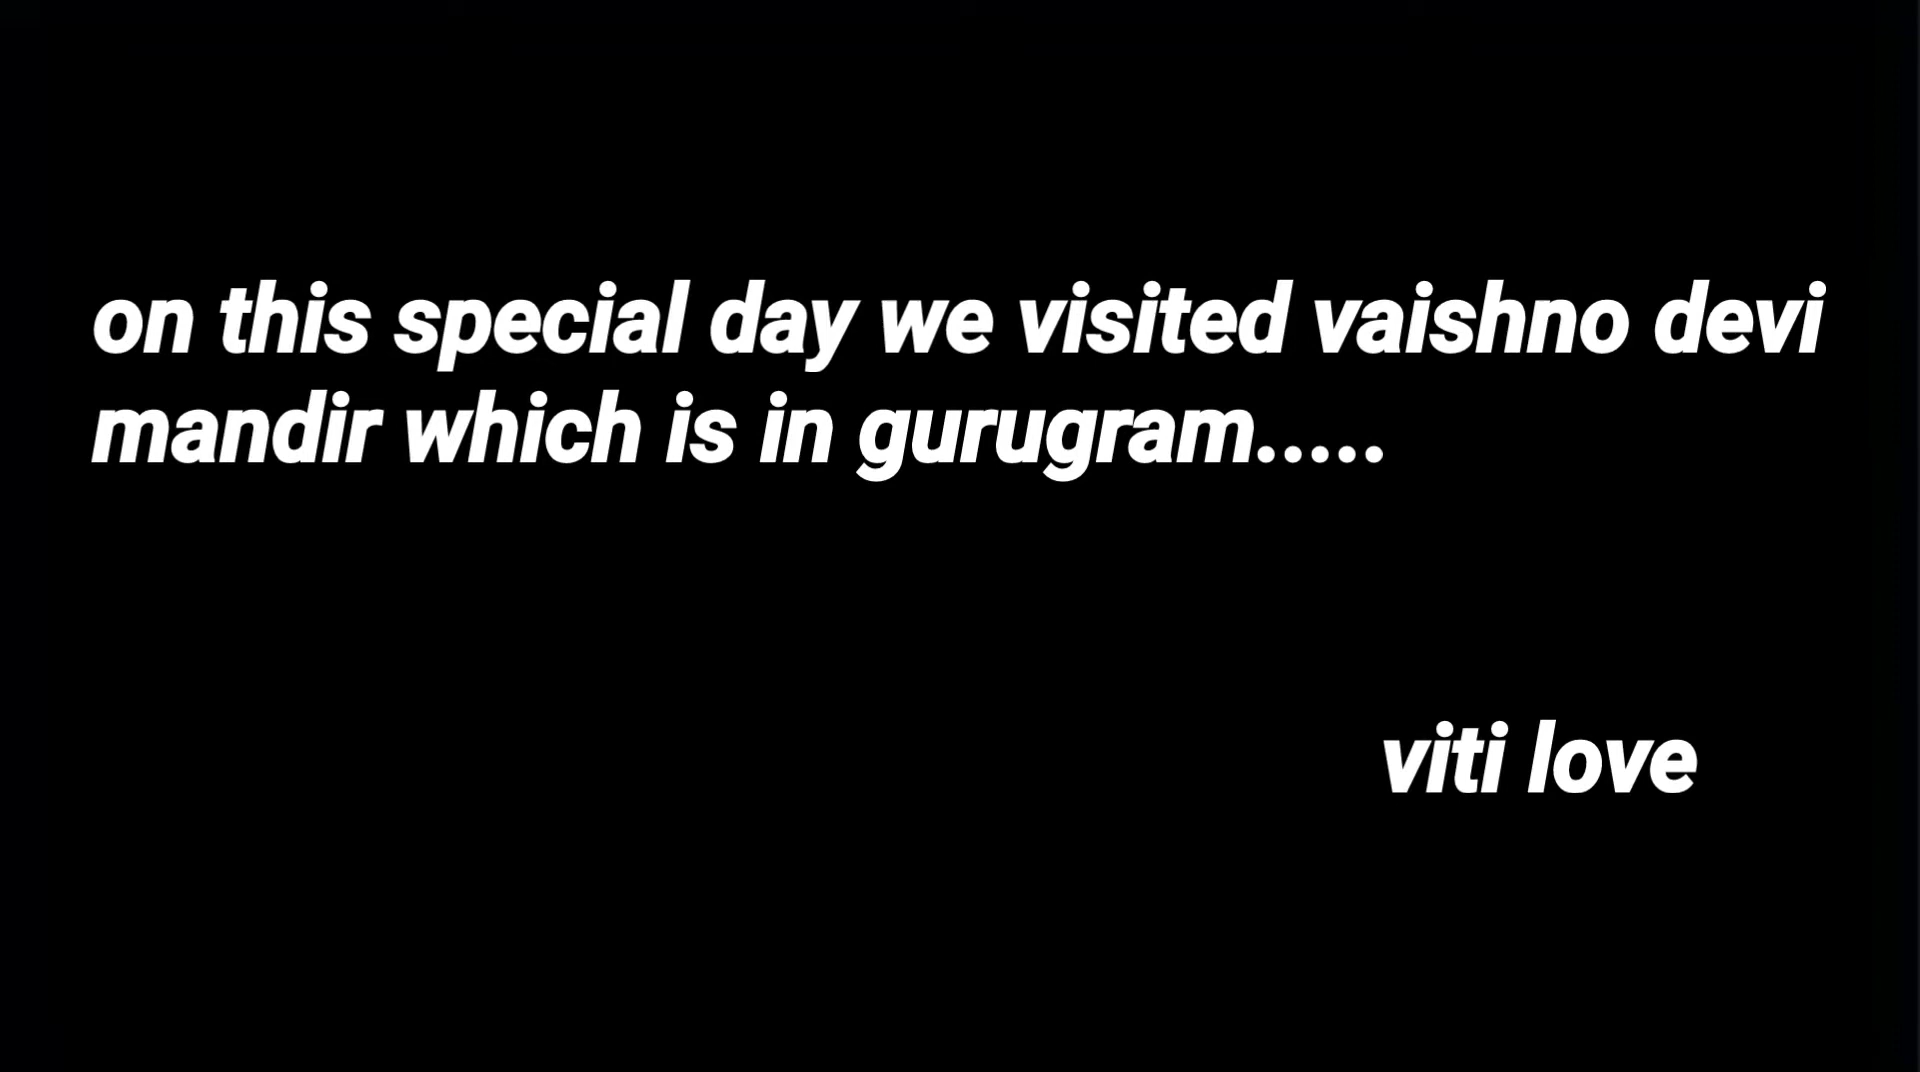 on this special day we visited vaishno devi
mandir which is in gurugram.....
viti love